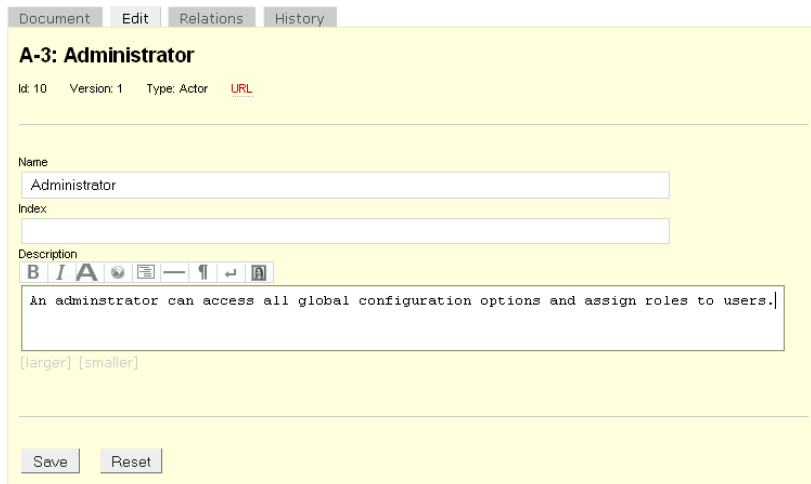 Document Edit Relations History
A-3: Administrator
Id: 10 Version: 1 Type: Actor URL
Name
Administrator
Index
Description
B I A ¶ ↵
An adminstrator can access all global configuration options and assign roles to users.
[larger] [smaller]
Save Reset